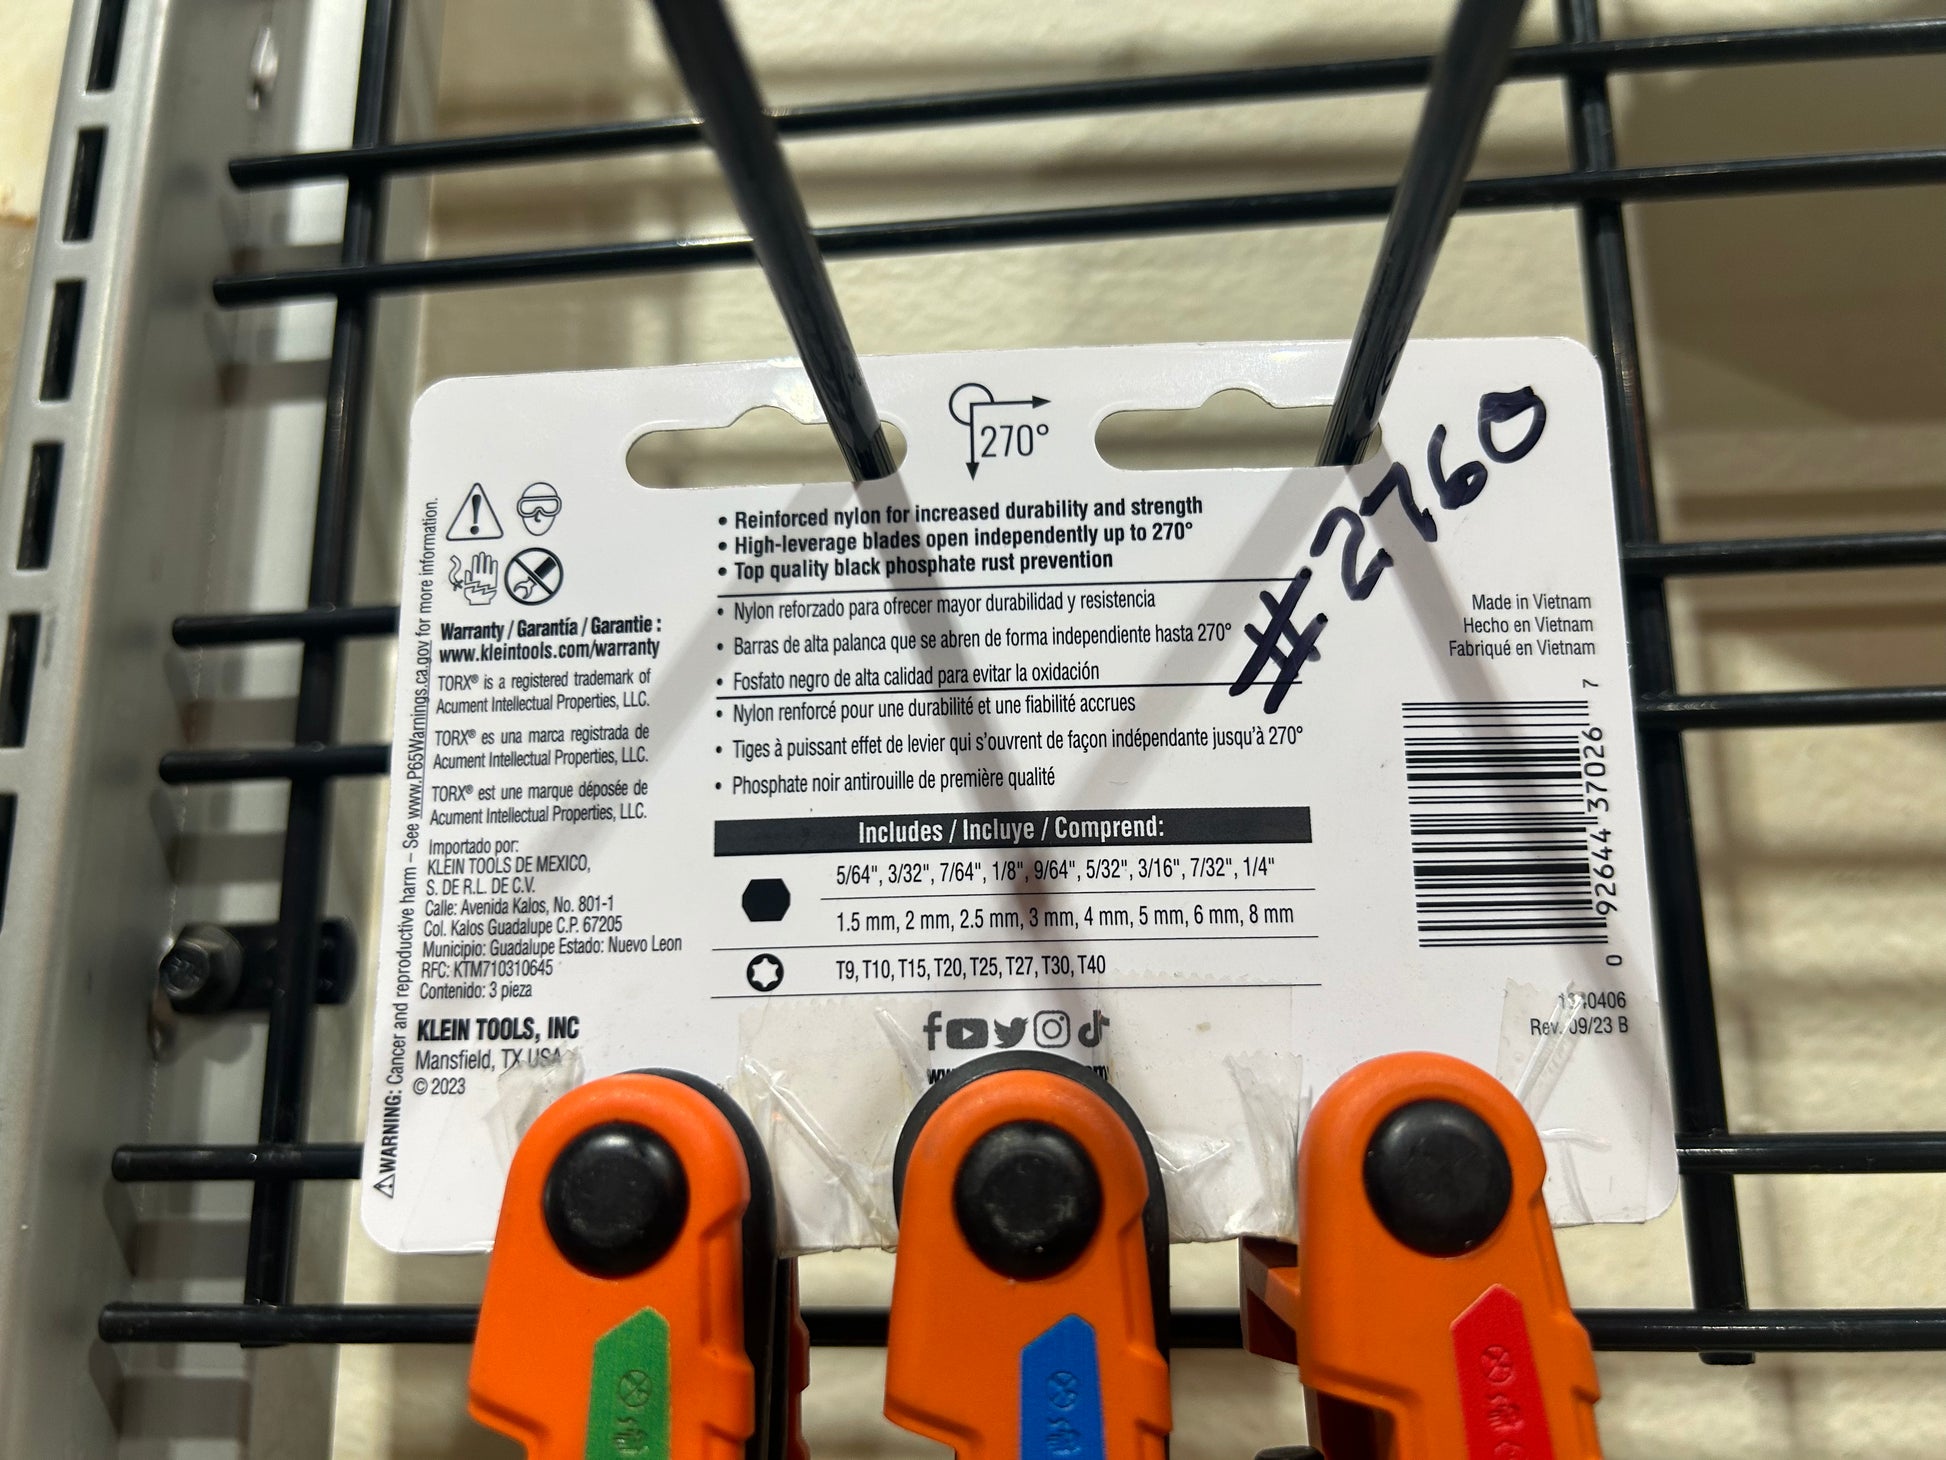 270°
#2760
• Reinforced nylon for increased durability and strength
• High-leverage blades open independently up to 270°
• Top quality black phosphate rust prevention
• Nylon reforzado para ofrecer mayor durabilidad y resistencia
• Barras de alta palanca que se abren de forma independiente hasta 270°
• Fosfato negro de alta calidad para evitar la oxidación
• Nylon renforcé pour une durabilité et une fiabilité accrues
• Tiges à puissant effet de levier qui s'ouvrent de façon indépendante jusqu'à 270°
• Phosphate noir antirouille de première qualité
Includes / Incluye / Comprend:
5/64", 3/32", 7/64", 1/8", 9/64", 5/32", 3/16", 7/32", 1/4"
1.5 mm, 2 mm, 2.5 mm, 3 mm, 4 mm, 5 mm, 6 mm, 8 mm
T9, T10, T15, T20, T25, T27, T30, T40
Warranty / Garantía / Garantie :
www.kleintools.com/warranty
TORX® is a registered trademark of
Acument Intellectual Properties, LLC.
TORX® es una marca registrada de
Acument Intellectual Properties, LLC.
TORX® est une marque déposée de
Acument Intellectual Properties, LLC.
Importado por:
KLEIN TOOLS DE MEXICO,
S. DE R.L. DE C.V.
Calle: Avenida Kalos, No. 801-1
Col. Kalos Guadalupe C.P. 67205
Municipio: Guadalupe Estado: Nuevo Leon
RFC: KTM710310645
Contenido: 3 pieza
KLEIN TOOLS, INC
Mansfield, TX USA
© 2023
⚠WARNING: Cancer and reproductive harm – See www.P65Warnings.ca.gov for more information.
Made in Vietnam
Hecho en Vietnam
Fabriqué en Vietnam
0 92644 37026 7
Rev. 09/23 B